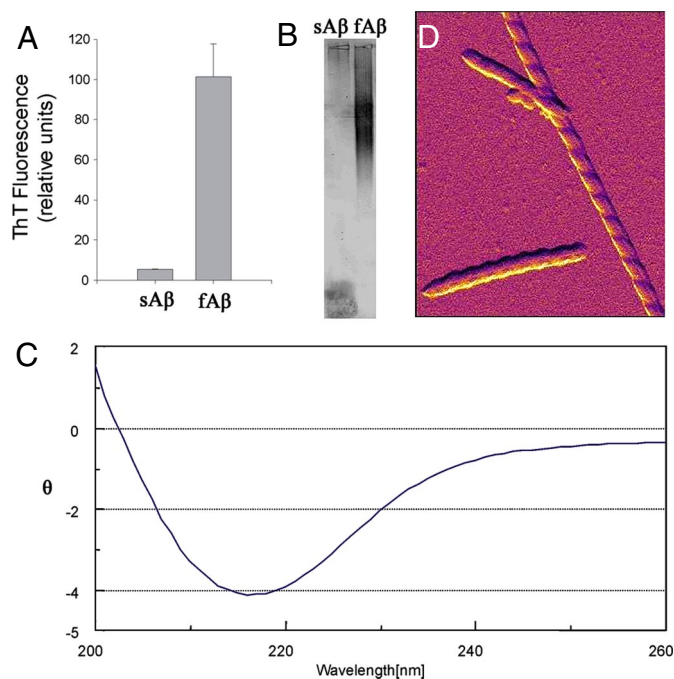 A
ThT Fluorescence
(relative units)
120
100
80
60
40
20
0
sAβ
fAβ
B
sAβ fAβ
D
C
θ
2
0
-2
-4
-5
200
220
240
260
Wavelength[nm]